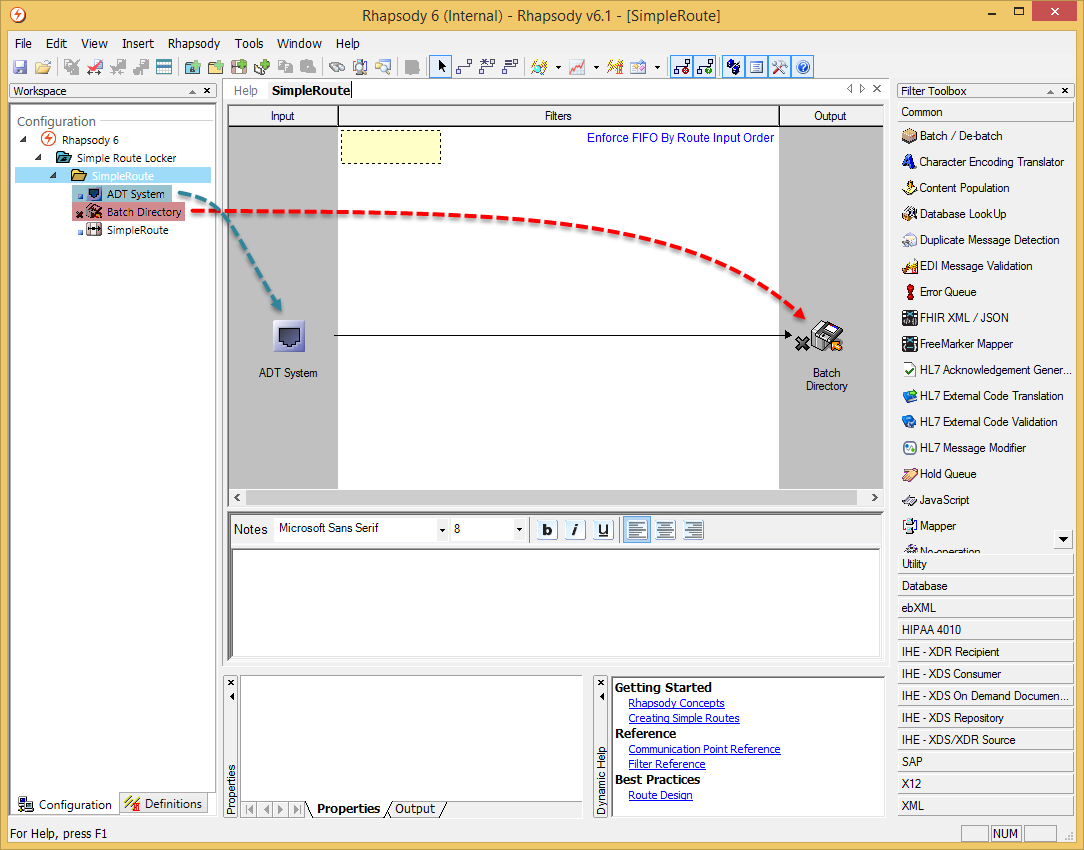 Rhapsody 6 (Internal) - Rhapsody v6.1 - [SimpleRoute]
File Edit View Insert Rhapsody Tools Window Help
Workspace
Configuration
Rhapsody 6
Simple Route Locker
SimpleRoute
ADT System
Batch Directory
SimpleRoute
Configuration
Definitions
Help
SimpleRoute
Input
Filters
Output
Enforce FIFO By Route Input Order
ADT System
Batch
Directory
Notes
Microsoft Sans Serif
8
b
i
u
Properties
Properties
Output
Dynamic Help
Getting Started
Rhapsody Concepts
Creating Simple Routes
Reference
Communication Point Reference
Filter Reference
Best Practices
Route Design
Filter Toolbox
Common
Batch / De-batch
Character Encoding Translator
Content Population
Database LookUp
Duplicate Message Detection
EDI Message Validation
Error Queue
FHIR XML / JSON
FreeMarker Mapper
HL7 Acknowledgement Gener...
HL7 External Code Translation
HL7 External Code Validation
HL7 Message Modifier
Hold Queue
JavaScript
Mapper
No-operation
Utility
Database
ebXML
HIPAA 4010
IHE - XDR Recipient
IHE - XDS Consumer
IHE - XDS On Demand Documen...
IHE - XDS Repository
IHE - XDS/XDR Source
SAP
X12
XML
For Help, press F1
NUM